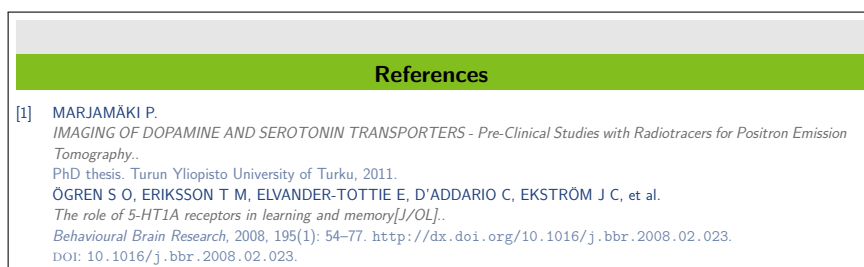 References
[1] MARJAMÄKI P.
IMAGING OF DOPAMINE AND SEROTONIN TRANSPORTERS - Pre-Clinical Studies with Radiotracers for Positron Emission
Tomography..
PhD thesis. Turun Yliopisto University of Turku, 2011.
ÖGREN S O, ERIKSSON T M, ELVANDER-TOTTIE E, D'ADDARIO C, EKSTRÖM J C, et al.
The role of 5-HT1A receptors in learning and memory[J/OL]..
Behavioural Brain Research, 2008, 195(1): 54–77. http://dx.doi.org/10.1016/j.bbr.2008.02.023.
DOI: 10.1016/j.bbr.2008.02.023.